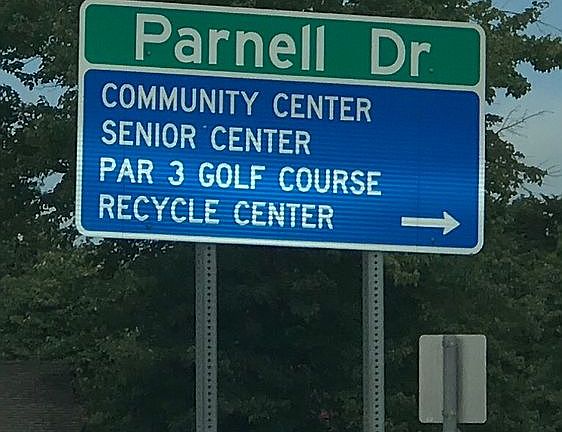 Parnell Dr
COMMUNITY CENTER
SENIOR CENTER
PAR 3 GOLF COURSE
RECYCLE CENTER